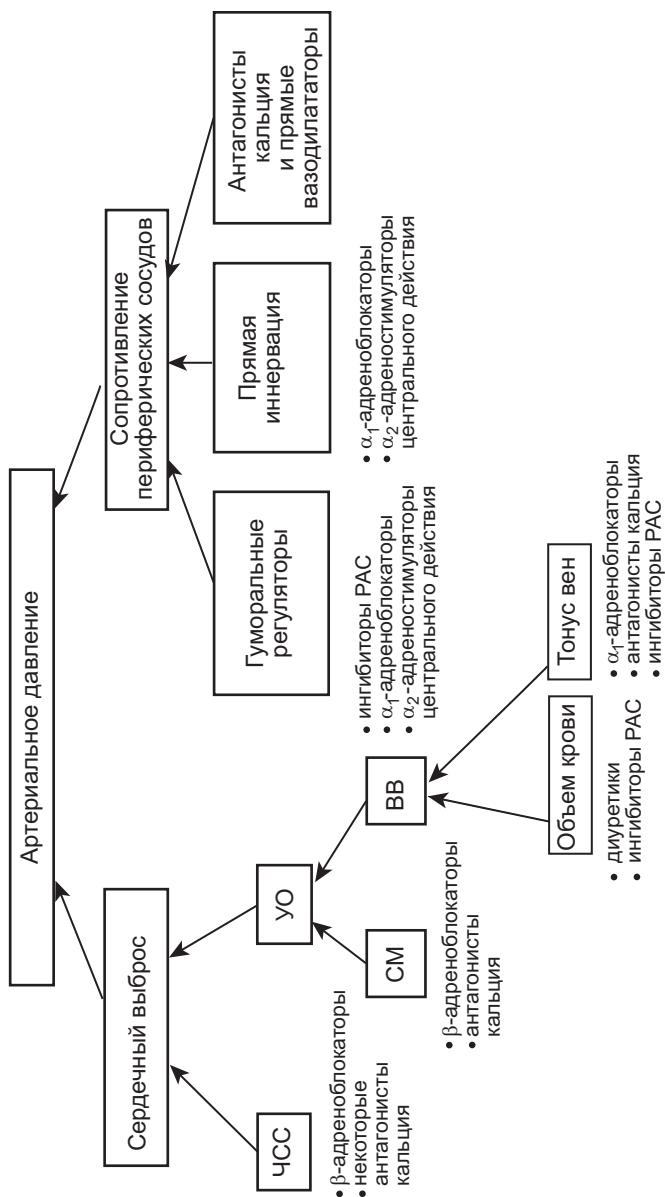 Артериальное давление
Сердечный выброс
Сопротивление
периферических сосудов
ЧСС
• β-адреноблокаторы
• некоторые
антагонисты
кальция
УО
СМ
• β-адреноблокаторы
• антагонисты
кальция
ВВ
Объем крови
• диуретики
• ингибиторы РАС
Тонус вен
• α₁-адреноблокаторы
• антагонисты кальция
• ингибиторы РАС
Гуморальные
регуляторы
• ингибиторы РАС
• α₁-адреноблокаторы
• α₂-адреностимуляторы
центрального действия
Прямая
иннервация
• α₁-адреноблокаторы
• α₂-адреностимуляторы
центрального действия
Антагонисты
кальция
и прямые
вазодилататоры